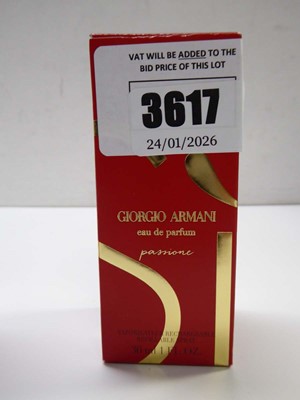 VAT WILL BE ADDED TO THE
BID PRICE OF THIS LOT
3617
24/01/2026
GIORGIO ARMANI
eau de parfum
passione